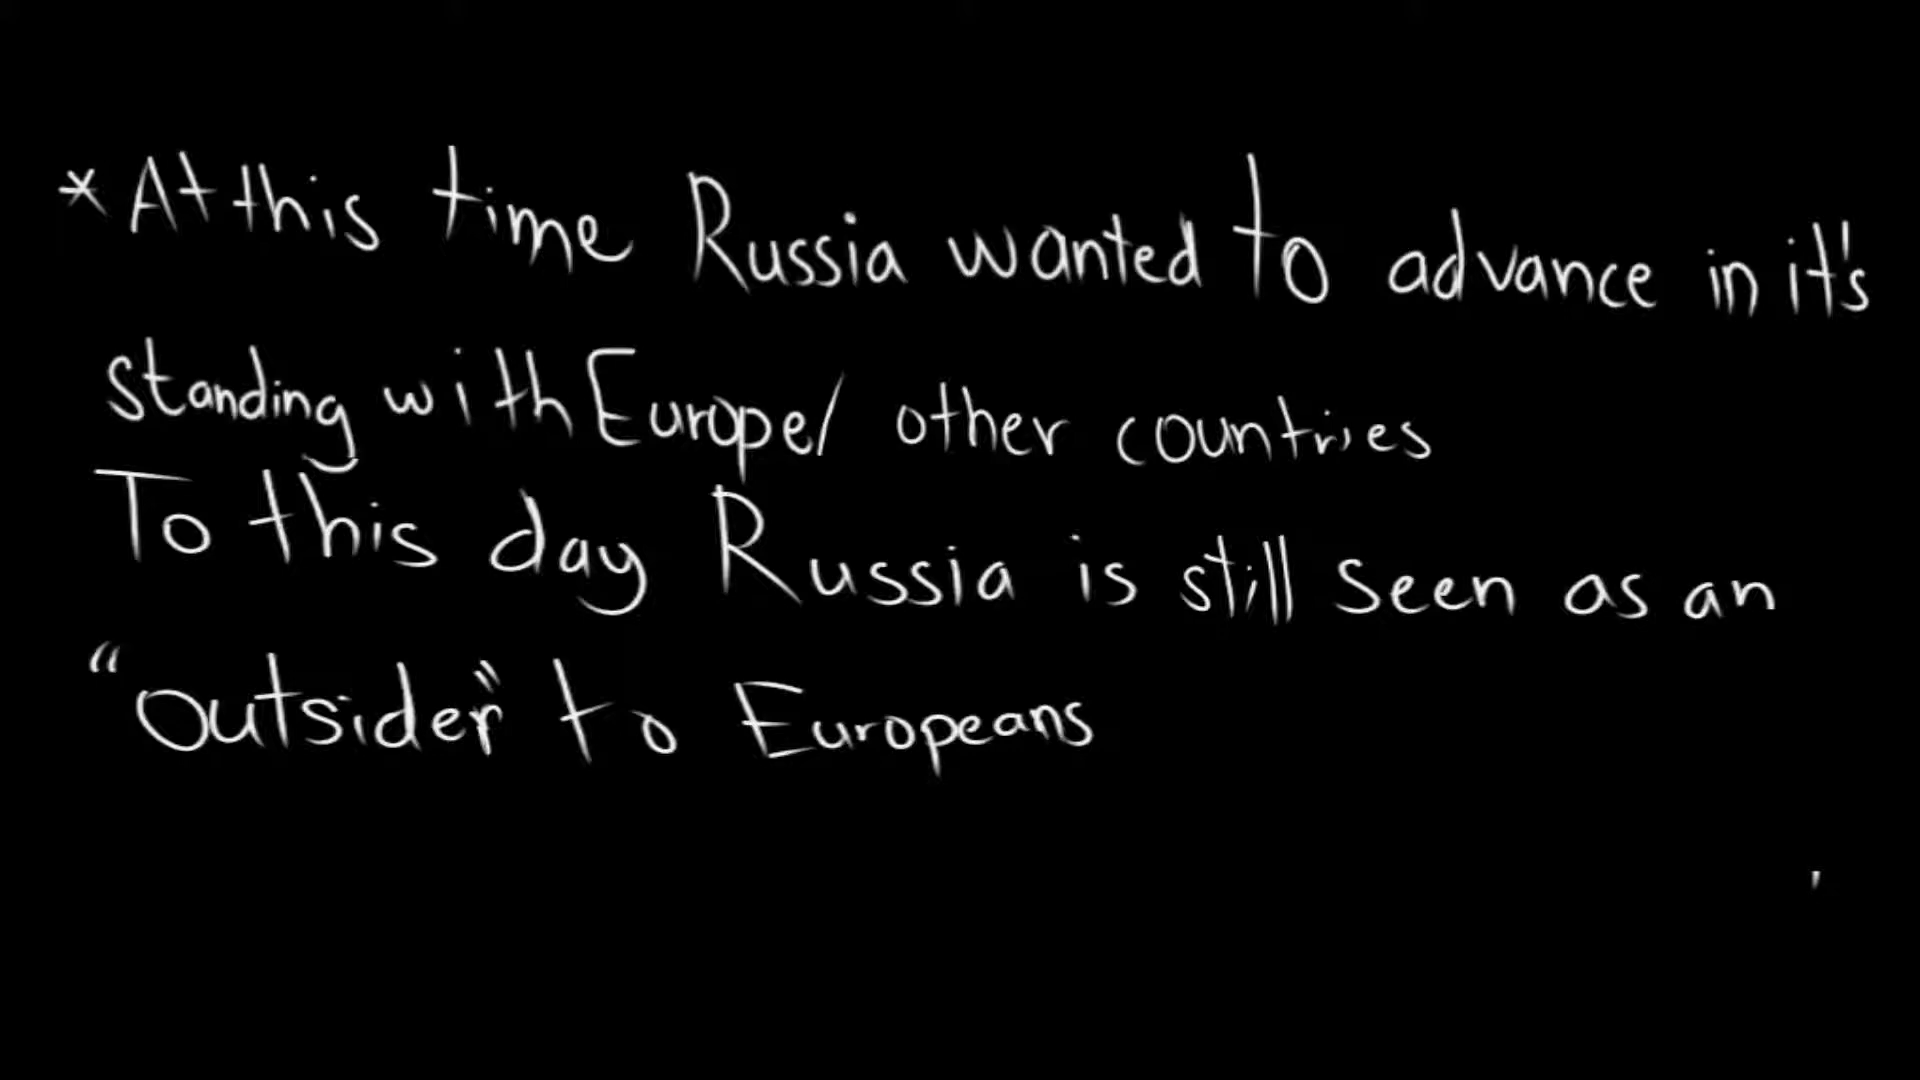 *At this time Russia wanted to advance in it's
standing with Europe/ other countries
To this day Russia is still seen as an
"outsider" to Europeans